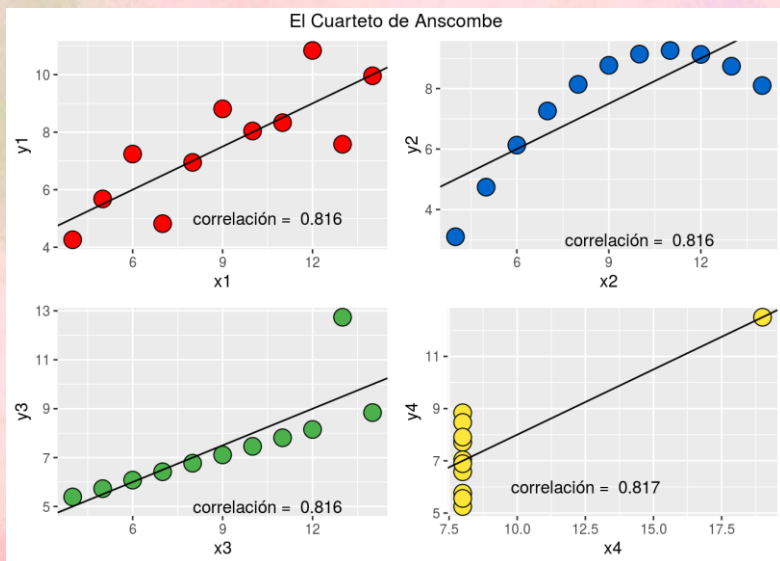 El Cuarteto de Anscombe
10
8
6
4
y1
correlación = 0.816
6
9
12
x1
8
6
4
y2
correlación = 0.816
6
9
12
x2
13
11
9
7
5
y3
correlación = 0.816
6
9
12
x3
11
9
7
5
y4
correlación = 0.817
7.5
10.0
12.5
15.0
17.5
x4